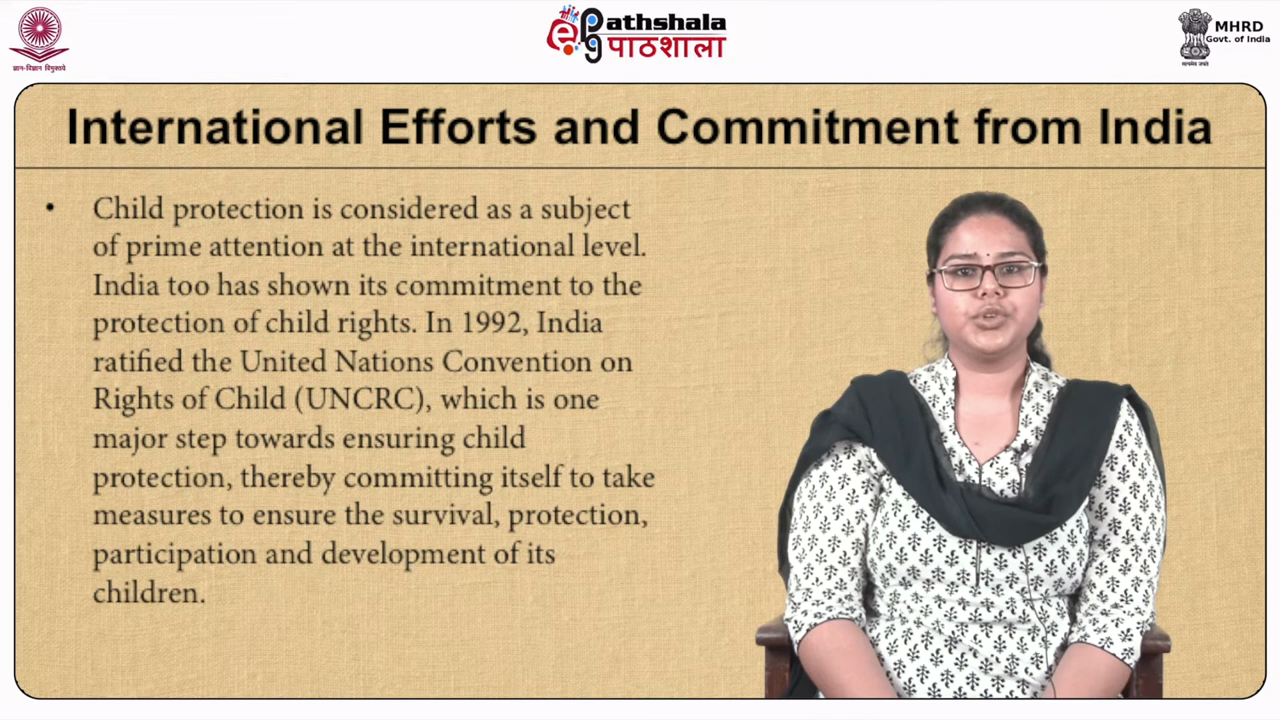 ज्ञान-विज्ञान विमुक्तये
ePathshala
पाठशाला
MHRD
Govt. of India
सत्यमेव जयते
International Efforts and Commitment from India
• Child protection is considered as a subject
of prime attention at the international level.
India too has shown its commitment to the
protection of child rights. In 1992, India
ratified the United Nations Convention on
Rights of Child (UNCRC), which is one
major step towards ensuring child
protection, thereby committing itself to take
measures to ensure the survival, protection,
participation and development of its
children.